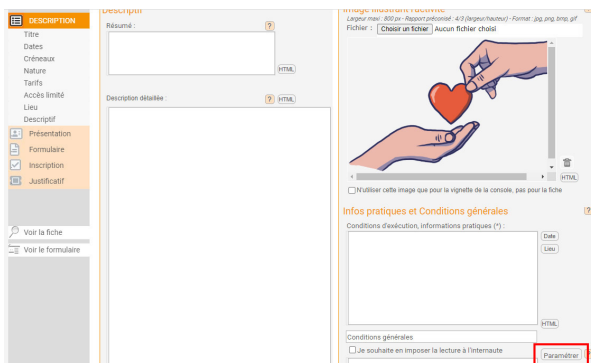 DESCRIPTION
Titre
Dates
Créneaux
Nature
Tarifs
Accès limité
Lieu
Descriptif
Présentation
Formulaire
Inscription
Justificatif
Voir la fiche
Voir le formulaire
Descriptif
Résumé :
?
HTML
Description détaillée :
? HTML
Image illustrant l'activité
Largeur maxi : 800 px - Rapport préconisé : 4/3 (largeur/hauteur) - Format : jpg, png, bmp, gif
Fichier : Choisir un fichier Aucun fichier choisi
HTML
N'utiliser cette image que pour la vignette de la console, pas pour la fiche
Infos pratiques et Conditions générales
?
Conditions d'exécution, informations pratiques (*) :
Date
Lieu
HTML
Conditions générales
Je souhaite en imposer la lecture à l'internaute
Paramétrer